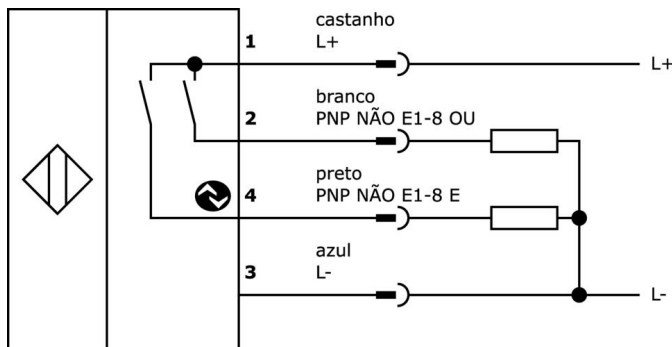 castanho
1 L+
L+
branco
2 PNP NÃO E1-8 OU
preto
4 PNP NÃO E1-8 E
azul
3 L-
L-